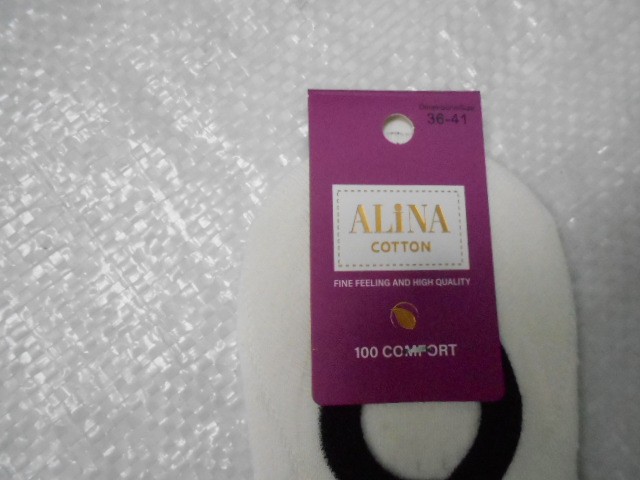 36-41
ALiNA
COTTON
FINE FEELING AND HIGH QUALITY
100 COMFORT